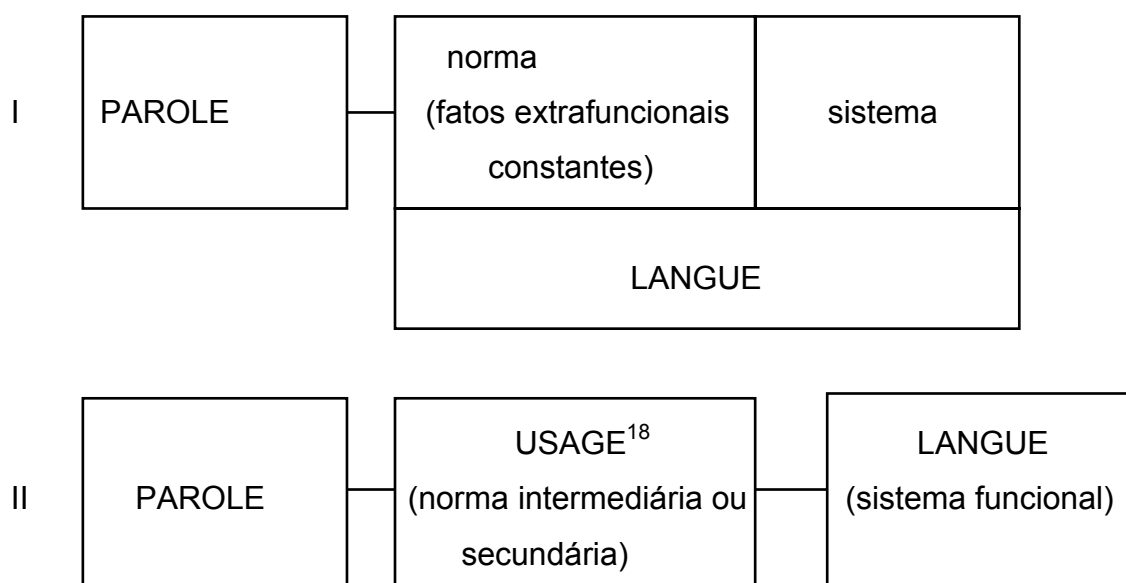 I
PAROLE
norma
(fatos extrafuncionais
constantes)
sistema
LANGUE
II
PAROLE
USAGE18
(norma intermediária ou
secundária)
LANGUE
(sistema funcional)